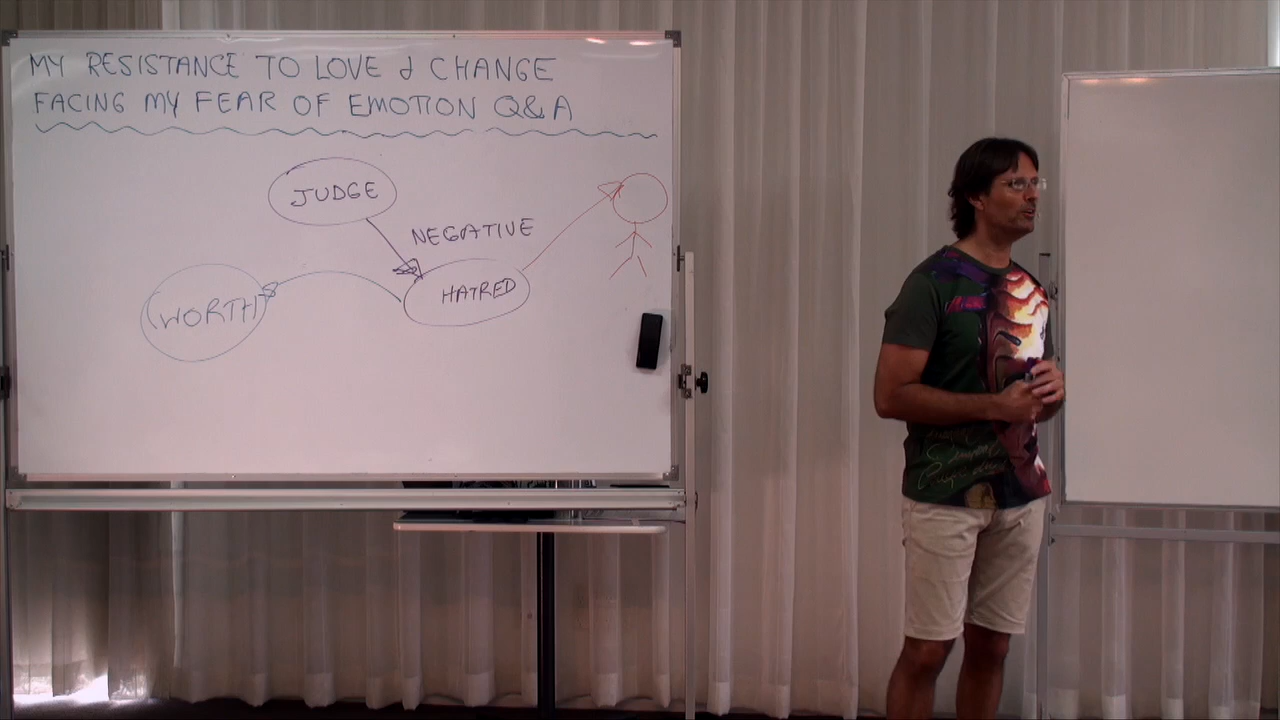 MY RESISTANCE TO LOVE & CHANGE
FACING MY FEAR OF EMOTION Q&A
JUDGE
NEGATIVE
HATRED
WORTH